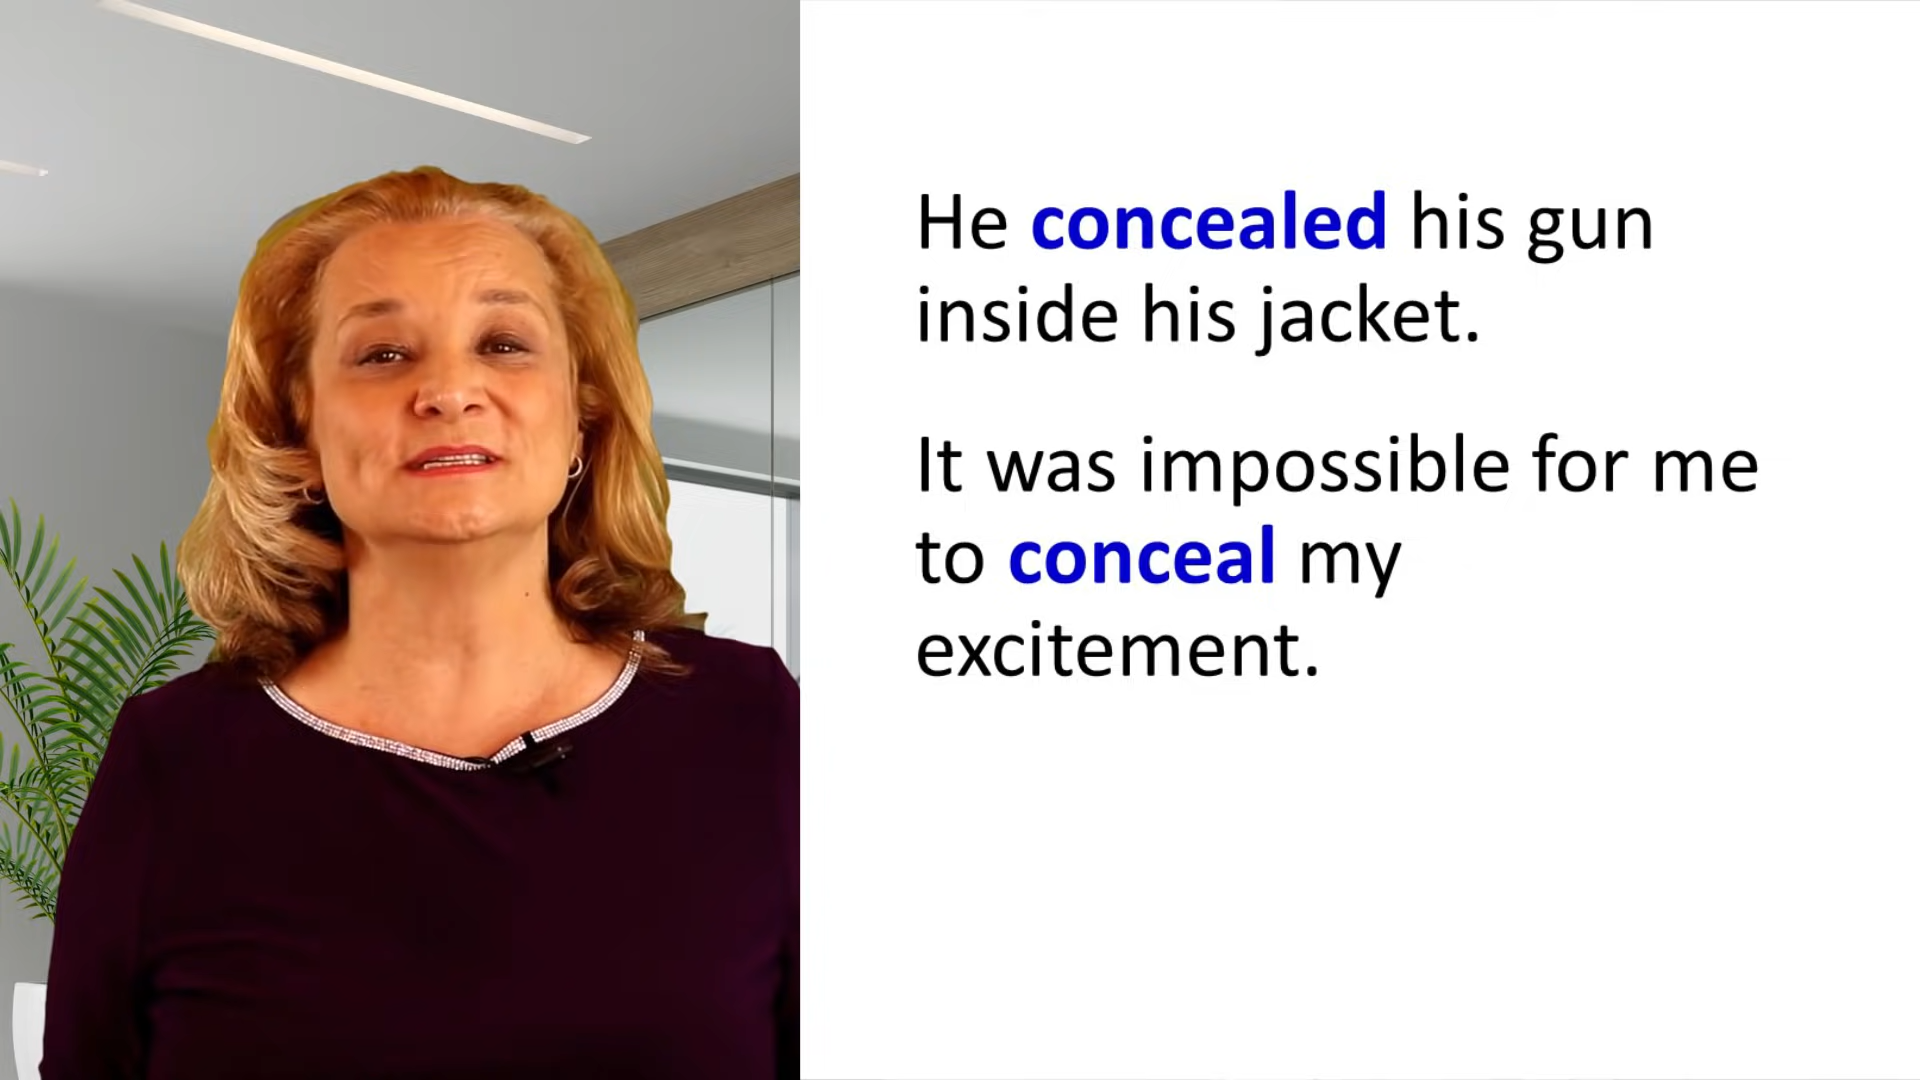 He concealed his gun
inside his jacket.
It was impossible for me
to conceal my
excitement.